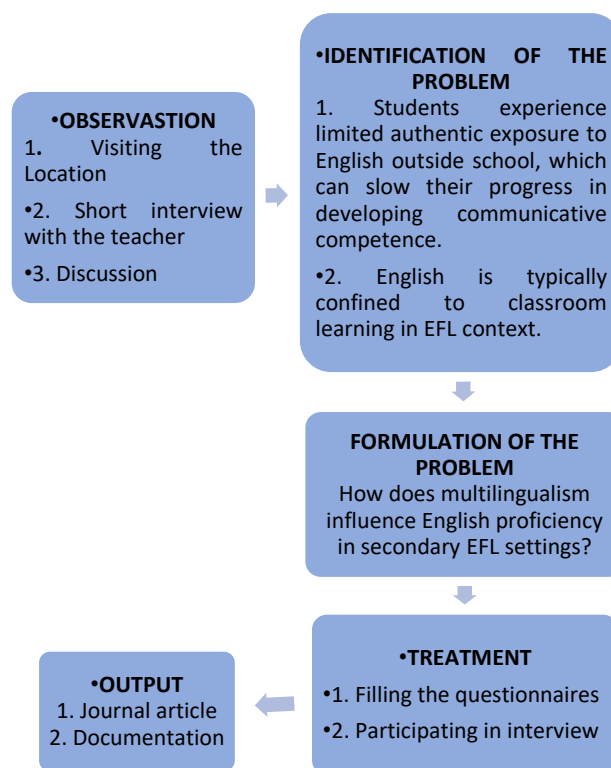 •OBSERVASTION
1. Visiting the
Location
•2. Short interview
with the teacher
•3. Discussion
•IDENTIFICATION OF THE
PROBLEM
1. Students experience
limited authentic exposure to
English outside school, which
can slow their progress in
developing communicative
competence.
•2. English is typically
confined to classroom
learning in EFL context.
FORMULATION OF THE
PROBLEM
How does multilingualism
influence English proficiency
in secondary EFL settings?
•TREATMENT
•1. Filling the questionnaires
•2. Participating in interview
•OUTPUT
1. Journal article
2. Documentation